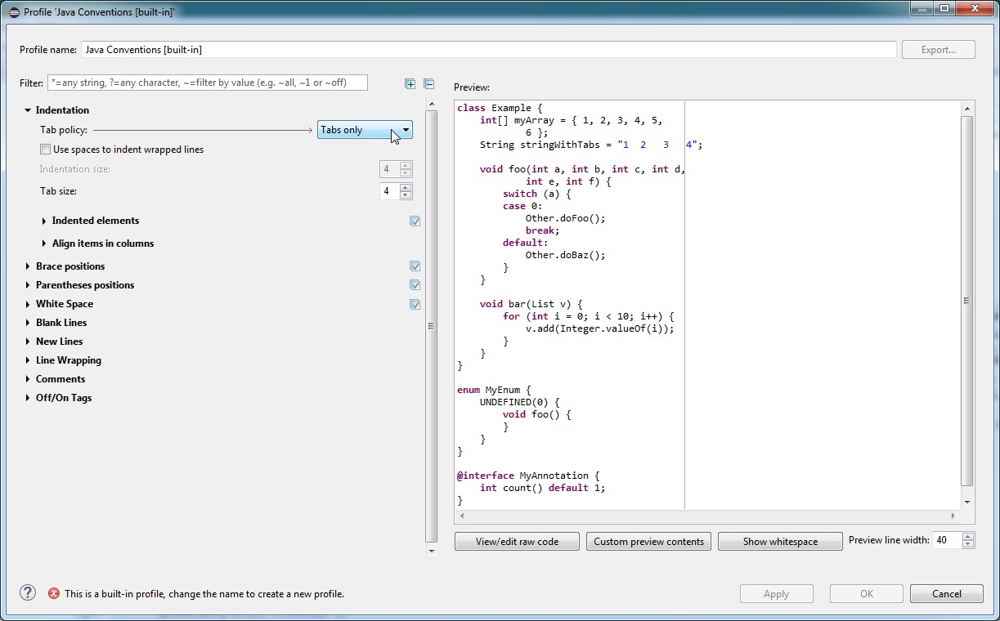 Profile 'Java Conventions [built-in]'
Profile name: Java Conventions [built-in] Export...
Filter: *=any string, ?=any character, ~=filter by value (e.g. ~all, ~1 or ~off)
Preview:
Indentation
Tab policy: Tabs only
Use spaces to indent wrapped lines
Indentation size: 4
Tab size: 4
Indented elements
Align items in columns
Brace positions
Parentheses positions
White Space
Blank Lines
New Lines
Line Wrapping
Comments
Off/On Tags
class Example {
    int[] myArray = { 1, 2, 3, 4, 5,
            6 };
    String stringWithTabs = "1  2   3   4";

    void foo(int a, int b, int c, int d,
            int e, int f) {
        switch (a) {
        case 0:
            Other.doFoo();
            break;
        default:
            Other.doBaz();
        }
    }

    void bar(List v) {
        for (int i = 0; i < 10; i++) {
            v.add(Integer.valueOf(i));
        }
    }
}

enum MyEnum {
    UNDEFINED(0) {
        void foo() {
        }
    }
}

@interface MyAnnotation {
    int count() default 1;
}
View/edit raw code Custom preview contents Show whitespace Preview line width: 40
? This is a built-in profile, change the name to create a new profile. Apply OK Cancel